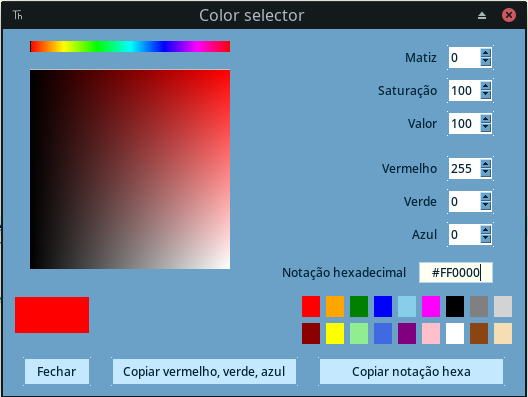 Color selector
Matiz 0
Saturação 100
Valor 100
Vermelho 255
Verde 0
Azul 0
Notação hexadecimal #FF0000
Fechar Copiar vermelho, verde, azul Copiar notação hexa